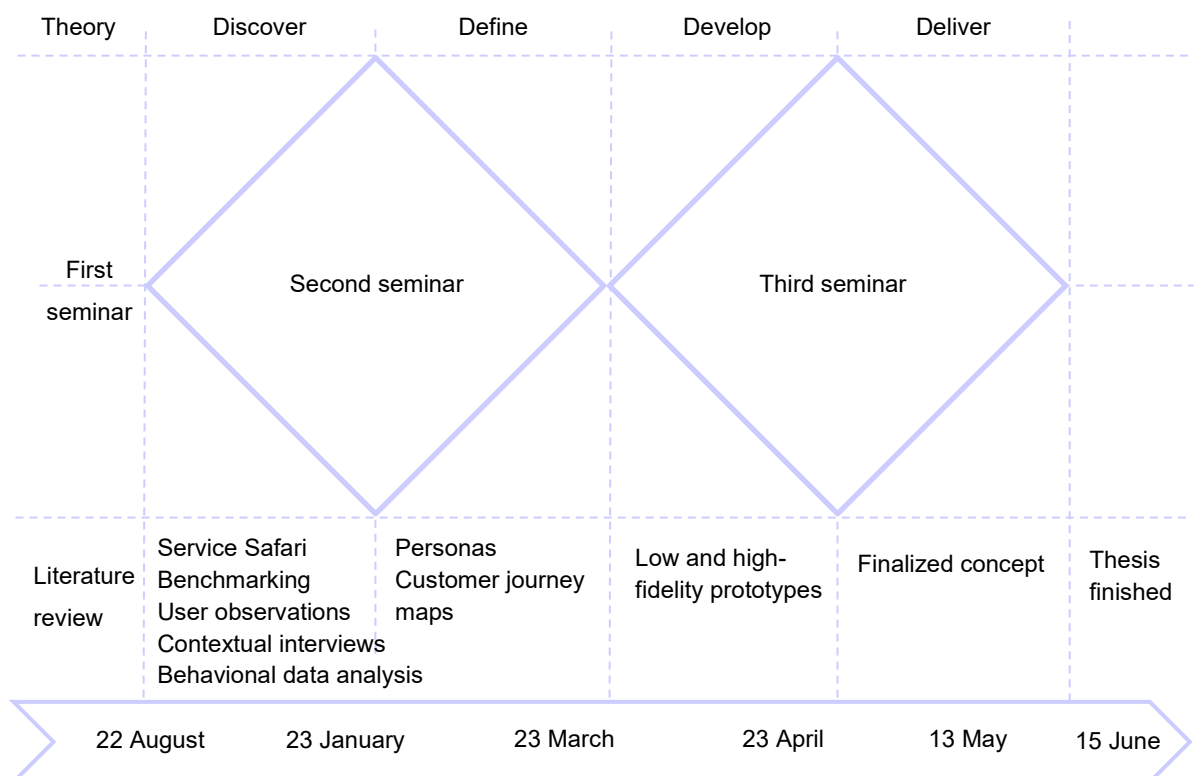 Theory
Discover
Define
Develop
Deliver
First
seminar
Second seminar
Third seminar
Literature
review
Service Safari
Benchmarking
User observations
Contextual interviews
Behavional data analysis
Personas
Customer journey
maps
Low and high-
fidelity prototypes
Finalized concept
Thesis
finished
22 August
23 January
23 March
23 April
13 May
15 June